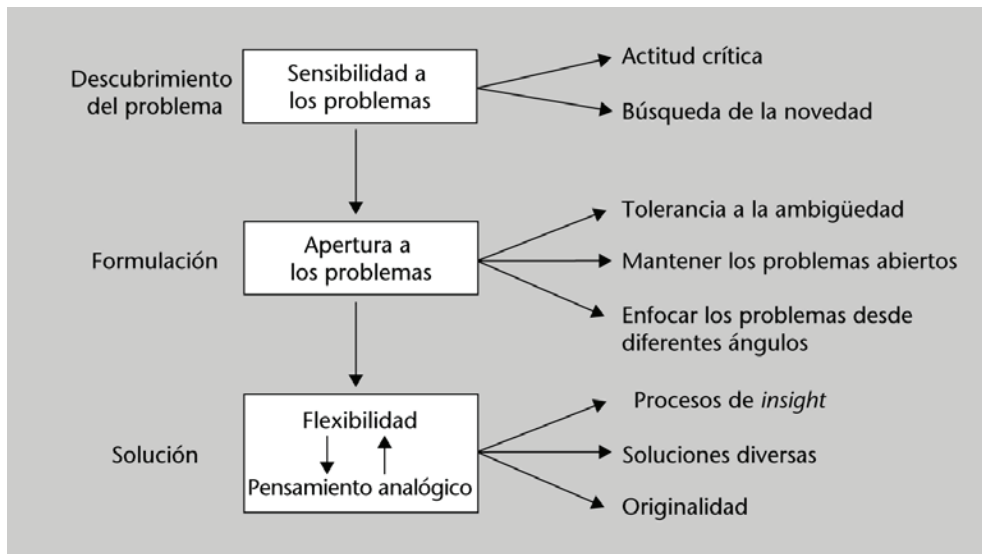 Descubrimiento
del problema
Sensibilidad a
los problemas
Actitud crítica
Búsqueda de la novedad
Formulación
Apertura a
los problemas
Tolerancia a la ambigüedad
Mantener los problemas abiertos
Enfocar los problemas desde
diferentes ángulos
Solución
Flexibilidad
Pensamiento analógico
Procesos de insight
Soluciones diversas
Originalidad